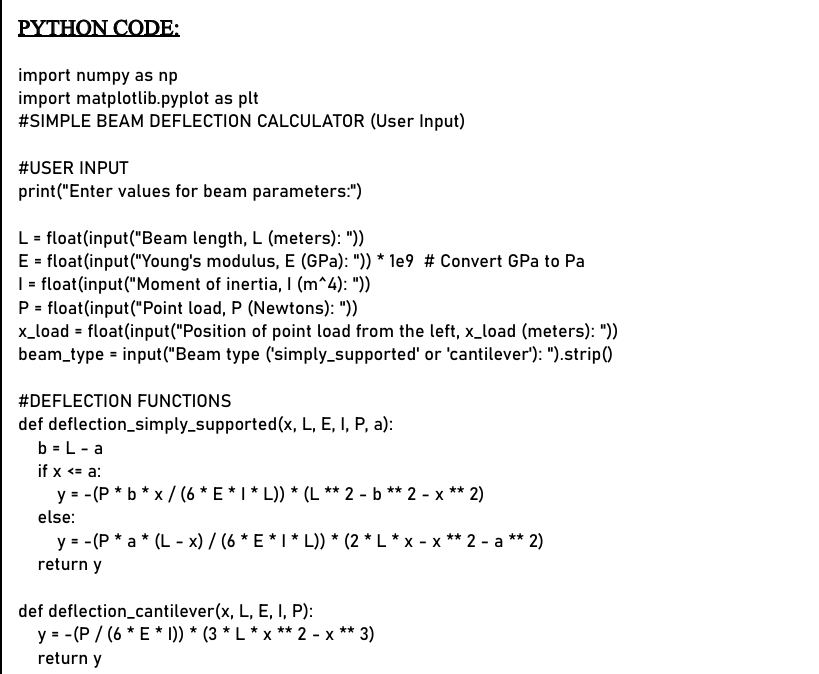 PYTHON CODE:
import numpy as np
import matplotlib.pyplot as plt
#SIMPLE BEAM DEFLECTION CALCULATOR (User Input)
#USER INPUT
print("Enter values for beam parameters:")
L = float(input("Beam length, L (meters): "))
E = float(input("Young's modulus, E (GPa): ")) * 1e9  # Convert GPa to Pa
I = float(input("Moment of inertia, I (m^4): "))
P = float(input("Point load, P (Newtons): "))
x_load = float(input("Position of point load from the left, x_load (meters): "))
beam_type = input("Beam type ('simply_supported' or 'cantilever'): ").strip()
#DEFLECTION FUNCTIONS
def deflection_simply_supported(x, L, E, I, P, a):
    b = L - a
    if x <= a:
        y = -(P * b * x / (6 * E * I * L)) * (L ** 2 - b ** 2 - x ** 2)
    else:
        y = -(P * a * (L - x) / (6 * E * I * L)) * (2 * L * x - x ** 2 - a ** 2)
    return y
def deflection_cantilever(x, L, E, I, P):
    y = -(P / (6 * E * I)) * (3 * L * x ** 2 - x ** 3)
    return y